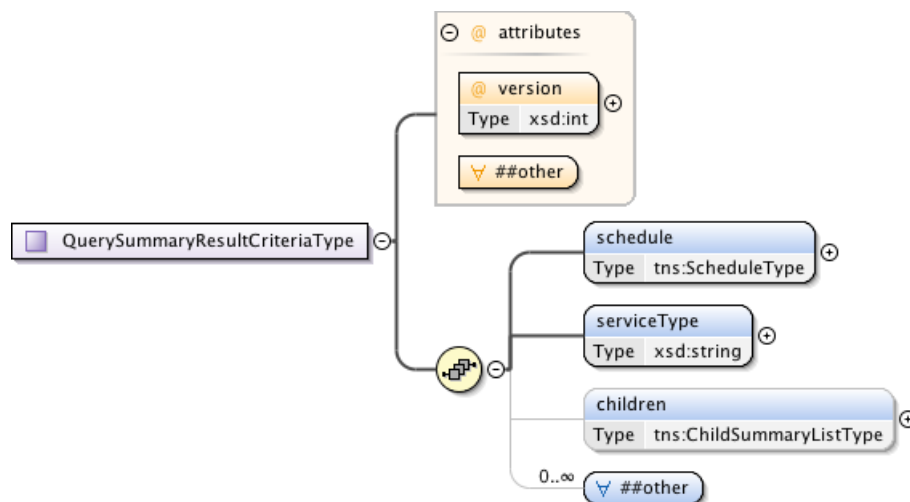 @ attributes
@ version
Type xsd:int
∀ ##other
QuerySummaryResultCriteriaType
schedule
Type tns:ScheduleType
serviceType
Type xsd:string
children
Type tns:ChildSummaryListType
0..∞
∀ ##other